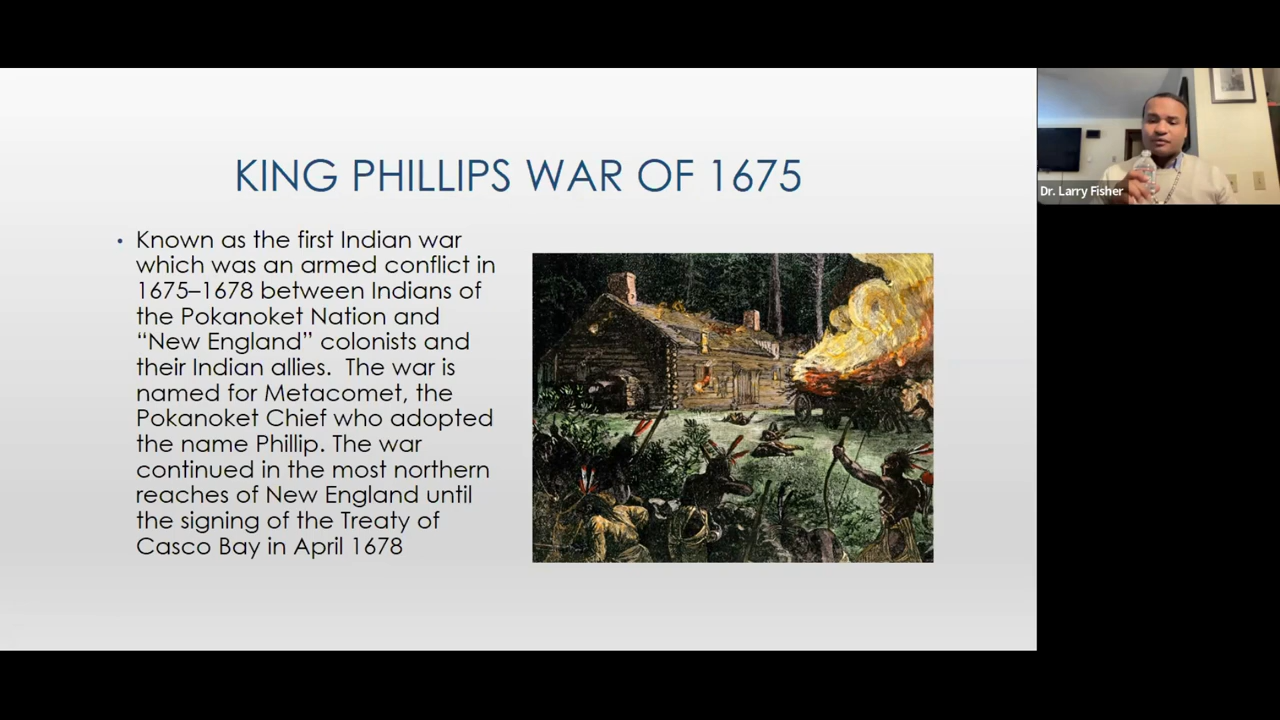 KING PHILLIPS WAR OF 1675
• Known as the first Indian war
which was an armed conflict in
1675–1678 between Indians of
the Pokanoket Nation and
“New England” colonists and
their Indian allies.  The war is
named for Metacomet, the
Pokanoket Chief who adopted
the name Phillip. The war
continued in the most northern
reaches of New England until
the signing of the Treaty of
Casco Bay in April 1678
Dr. Larry Fisher